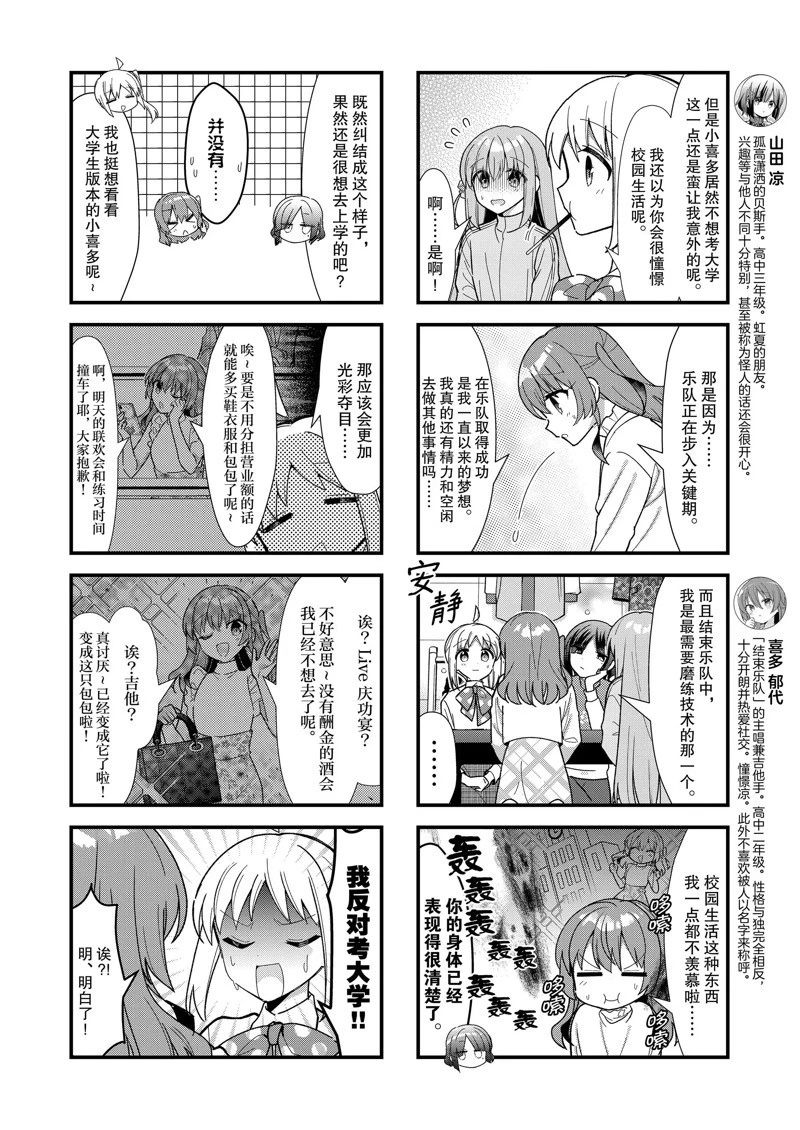 山田 凉
孤高潇洒的贝斯手。高中三年级。虹夏的朋友。
兴趣等与他人不同十分特别，甚至被称为怪人的话还会很开心。
喜多 郁代
「结束乐队」的主唱兼吉他手。高中二年级。性格与独完全相反，
十分开朗并热爱社交。憧憬凉。此外不喜欢被人以名字来称呼。
但是小喜多居然不想考大学
这一点还是蛮让我意外的呢。
我还以为你会很憧憬
校园生活呢。
啊！……是啊！
那是因为……
乐队正在步入关键期。
在乐队取得成功
是我一直以来的梦想。
我真的还有精力和空闲
去做其他事情吗……
而且结束乐队中，
我是最需要磨练技术的那一个。
安静
……
校园生活这种东西
我一点都不羡慕啦……
哆嗦
哆嗦
哆嗦
轰轰轰轰轰轰
你的身体已经
表现得很清楚了。
既然纠结成这个样子，
果然还是很想去上学的吧？
并没有……
我也挺想看看
大学生版本的小喜多呢~
那应该会更加
光彩夺目……
唉~要是不用分担营业额的话
就能多买鞋衣服和包包了呢~
啊，明天的联欢会和练习时间
撞车了耶，大家抱歉！
诶？Live 庆功宴？
不好意思~没有酬金的酒会
我已经不想去了呢。
诶？吉他？
真讨厌~已经变成它了啦！
变成这只包包啦！
我反对考大学!!
诶?!
明、明白了！